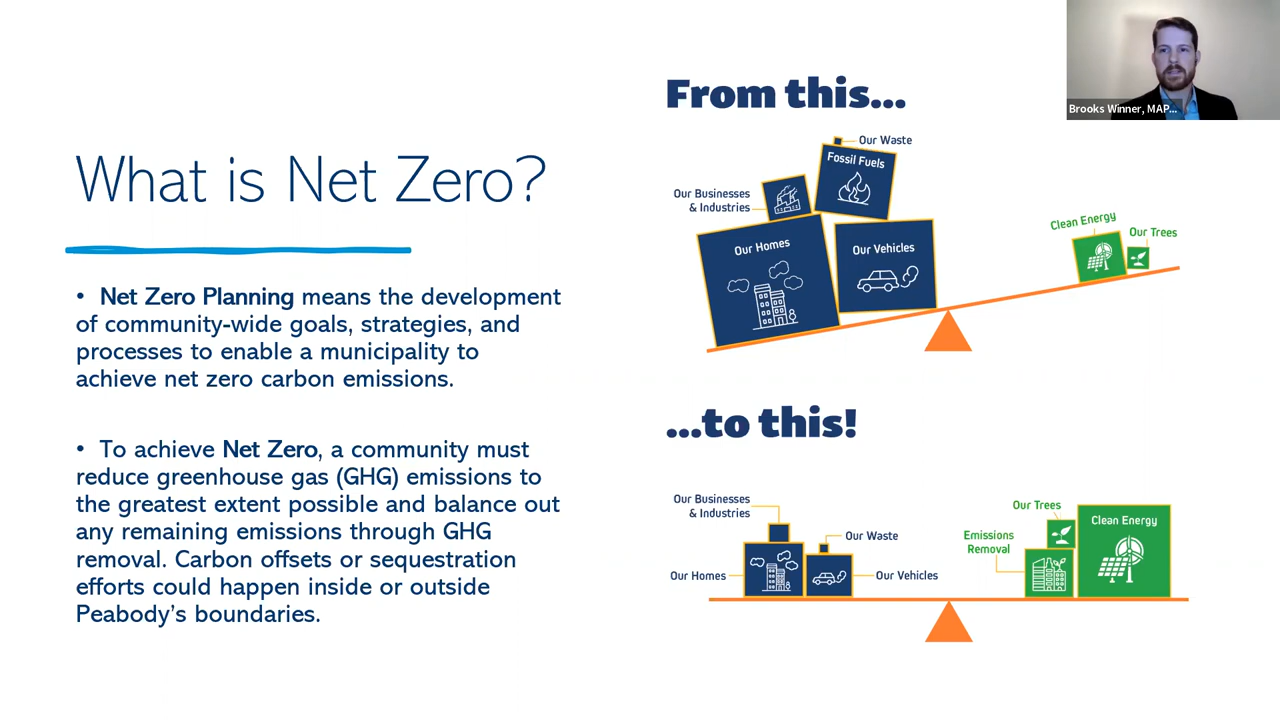 What is Net Zero?
• Net Zero Planning means the development
of community-wide goals, strategies, and
processes to enable a municipality to
achieve net zero carbon emissions.
• To achieve Net Zero, a community must
reduce greenhouse gas (GHG) emissions to
the greatest extent possible and balance out
any remaining emissions through GHG
removal. Carbon offsets or sequestration
efforts could happen inside or outside
Peabody's boundaries.
From this...
Our Waste
Fossil Fuels
Our Businesses
& Industries
Our Homes
Our Vehicles
Clean Energy
Our Trees
...to this!
Our Businesses
& Industries
Our Waste
Our Homes
Our Vehicles
Our Trees
Clean Energy
Emissions
Removal
Brooks Winner, MAP...